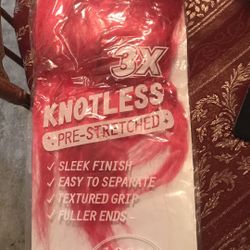 3X
KNOTLESS
PRE-STRETCHED
✓ SLEEK FINISH
✓ EASY TO SEPARATE
✓ TEXTURED GRIP
✓ FULLER ENDS